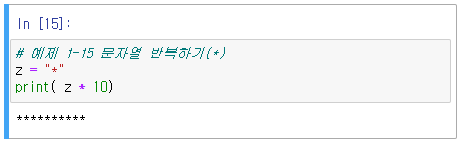 In [15]:
# 예제 1-15 문자열 반복하기(*)
z = "*"
print( z * 10)
**********